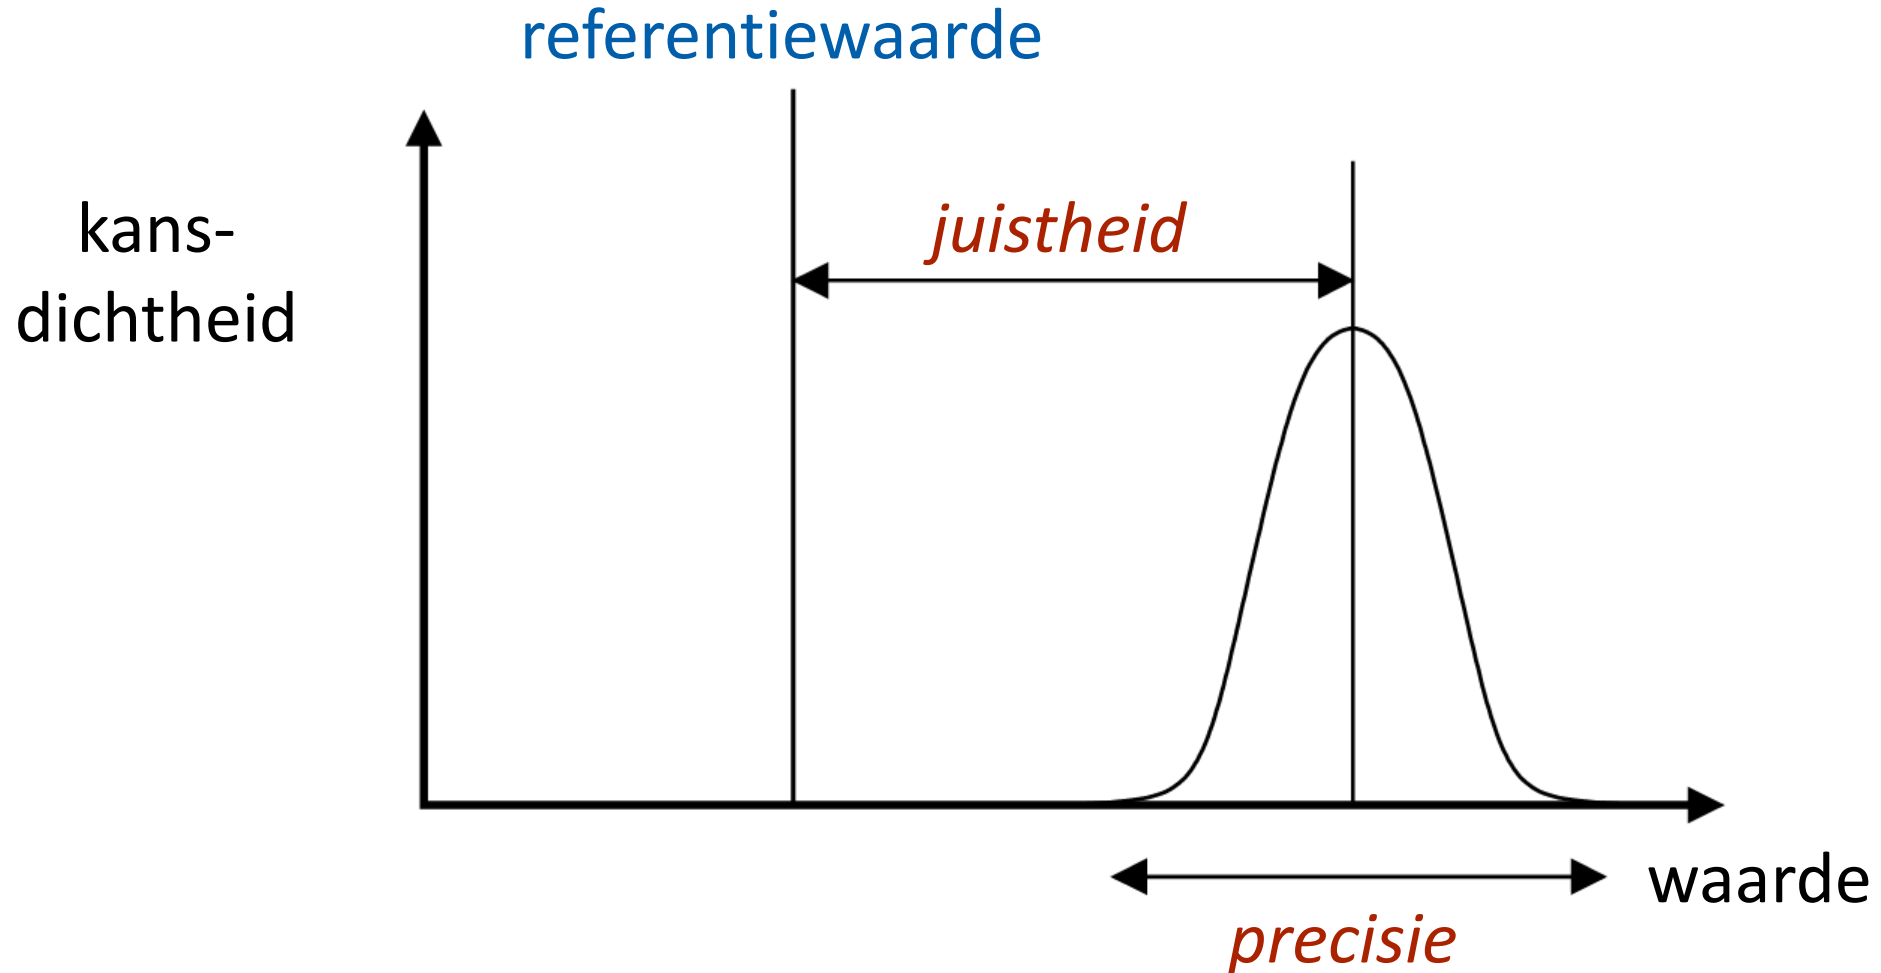 referentiewaarde
kans-
dichtheid
juistheid
waarde
precisie